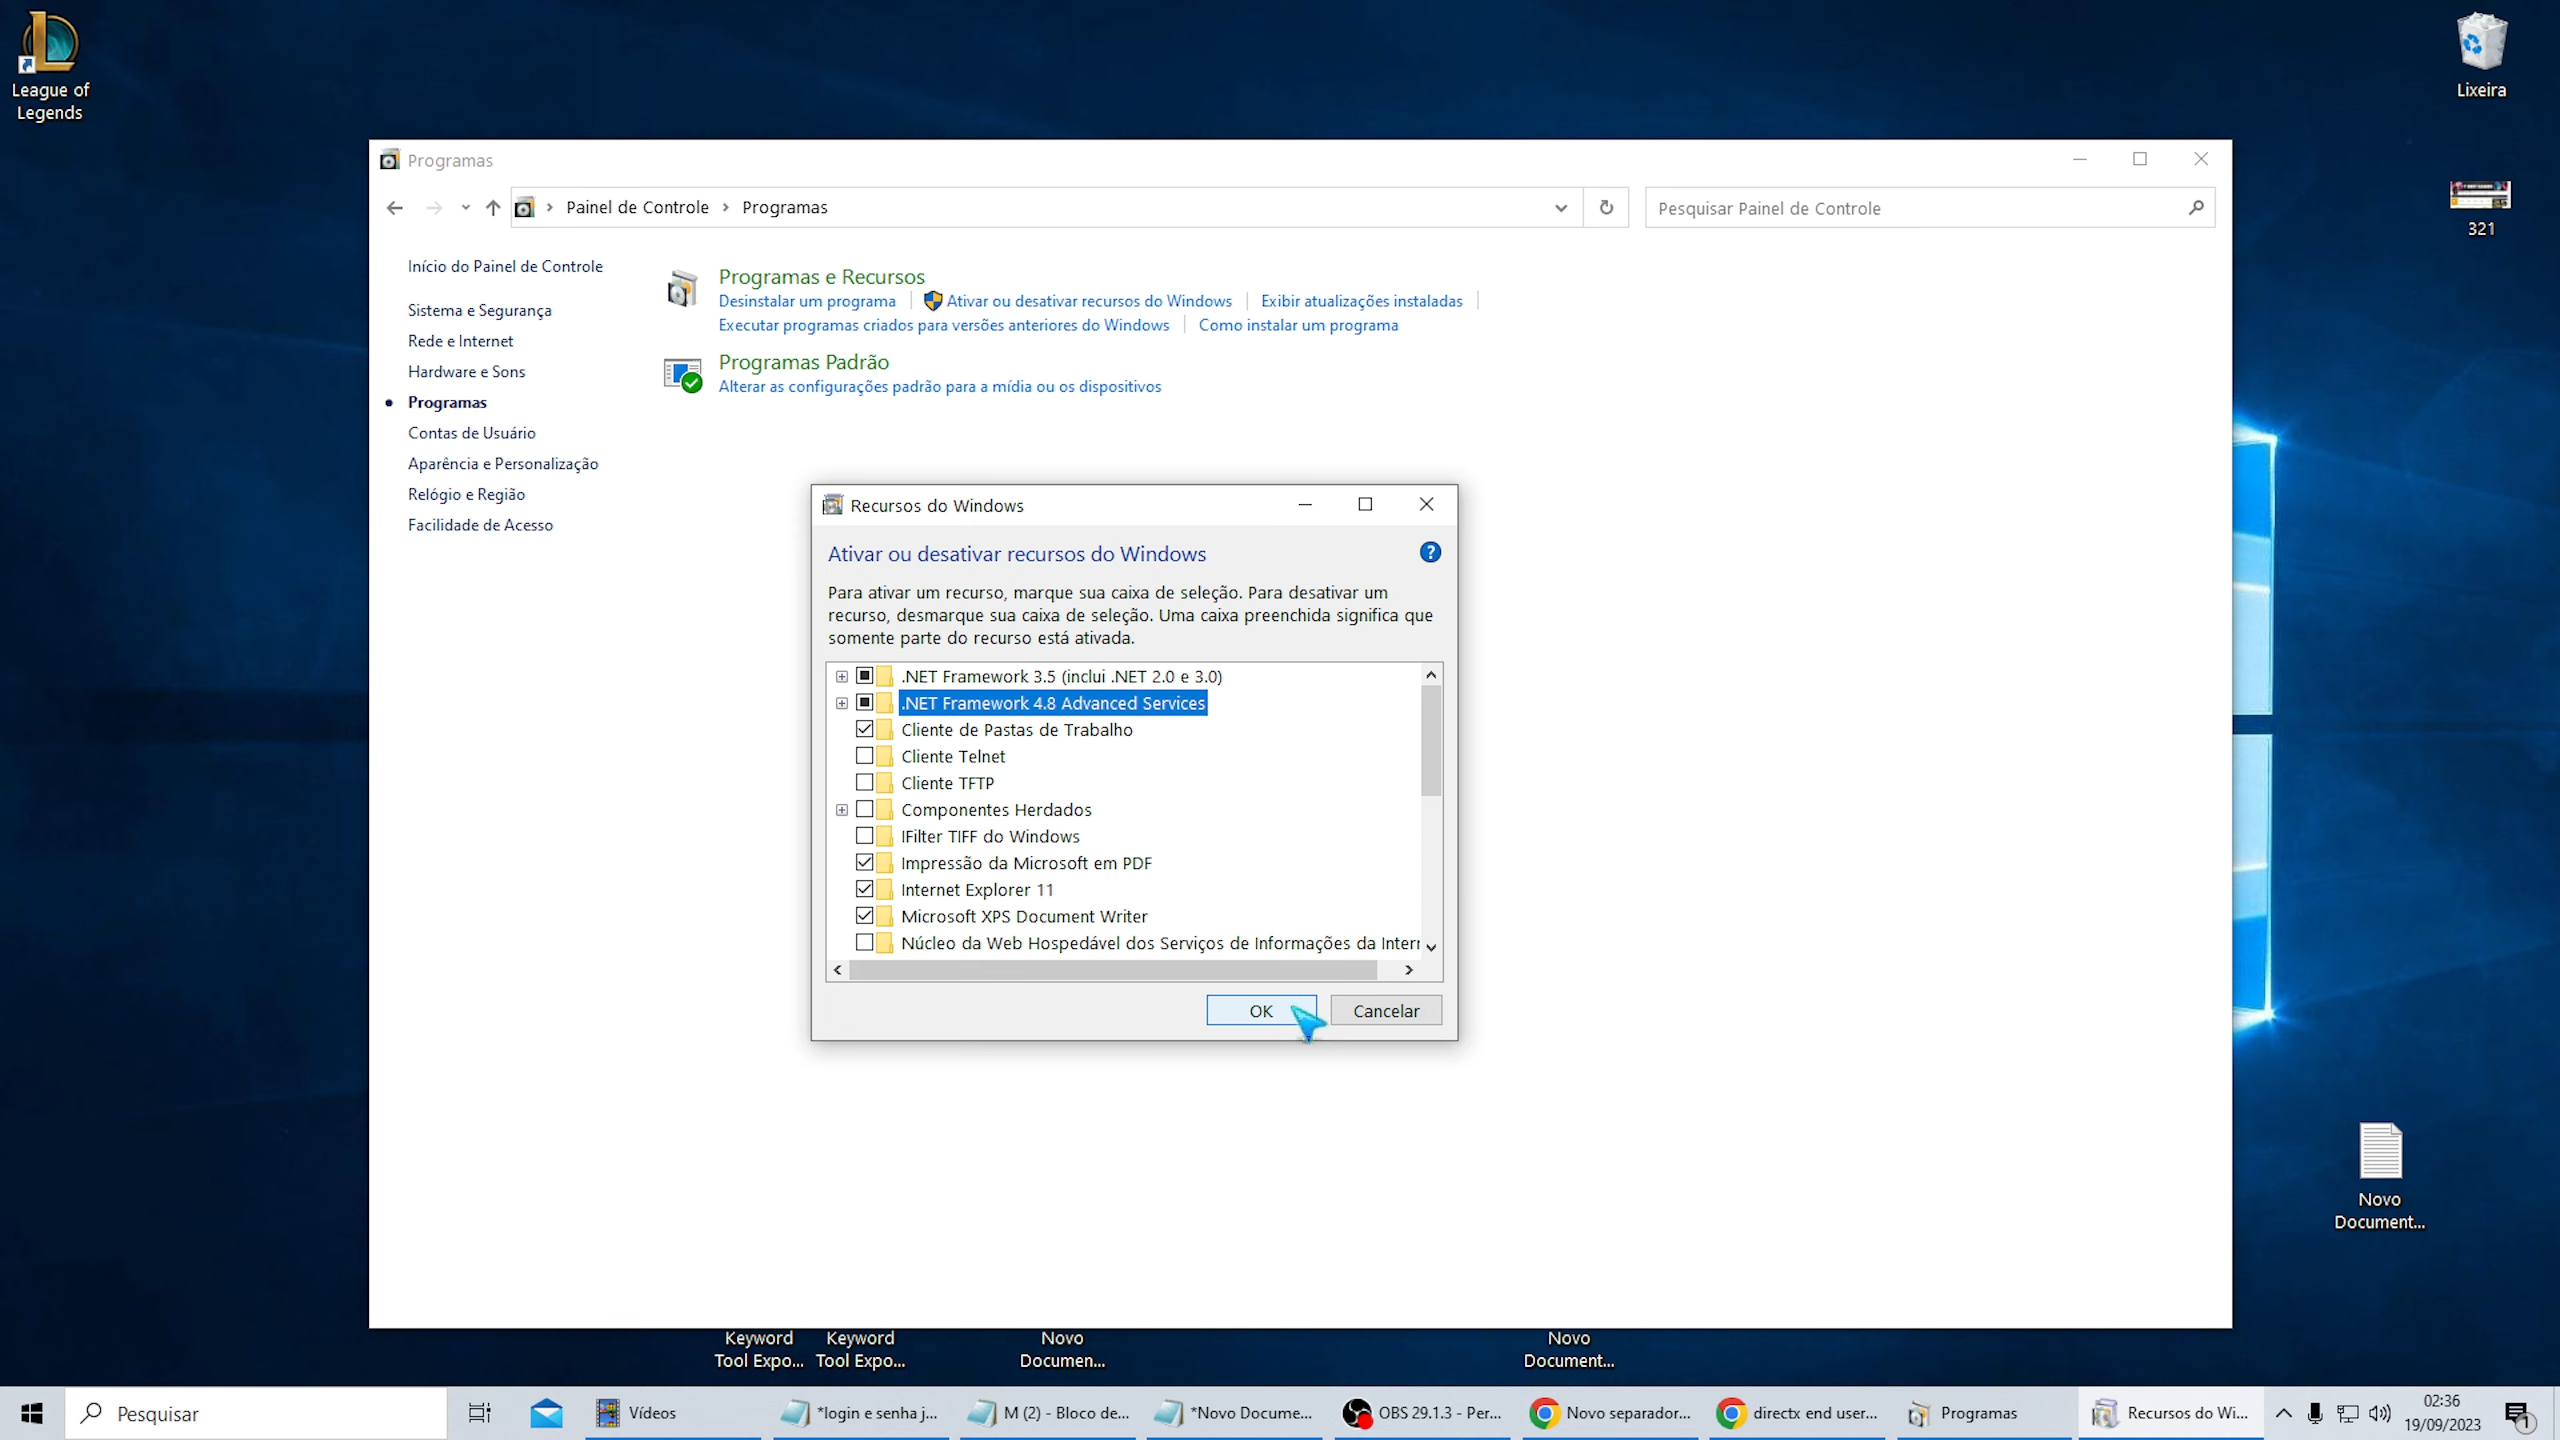 League of
Legends
Lixeira
321
Programas
Painel de Controle
Programas
Pesquisar Painel de Controle
Início do Painel de Controle
Sistema e Segurança
Rede e Internet
Hardware e Sons
Programas
Contas de Usuário
Aparência e Personalização
Relógio e Região
Facilidade de Acesso
Programas e Recursos
Desinstalar um programa
Ativar ou desativar recursos do Windows
Exibir atualizações instaladas
Executar programas criados para versões anteriores do Windows
Como instalar um programa
Programas Padrão
Alterar as configurações padrão para a mídia ou os dispositivos
Recursos do Windows
Ativar ou desativar recursos do Windows
?
Para ativar um recurso, marque sua caixa de seleção. Para desativar um
recurso, desmarque sua caixa de seleção. Uma caixa preenchida significa que
somente parte do recurso está ativada.
.NET Framework 3.5 (inclui .NET 2.0 e 3.0)
.NET Framework 4.8 Advanced Services
Cliente de Pastas de Trabalho
Cliente Telnet
Cliente TFTP
Componentes Herdados
IFilter TIFF do Windows
Impressão da Microsoft em PDF
Internet Explorer 11
Microsoft XPS Document Writer
Núcleo da Web Hospedável dos Serviços de Informações da Inter
OK
Cancelar
Novo
Document...
Keyword
Tool Expo...
Keyword
Tool Expo...
Novo
Documen...
Novo
Document...
Pesquisar
Vídeos
*login e senha j...
M (2) - Bloco de...
*Novo Docume...
OBS 29.1.3 - Per...
Novo separador...
directx end user...
Programas
Recursos do Wi...
02:36
19/09/2023
1